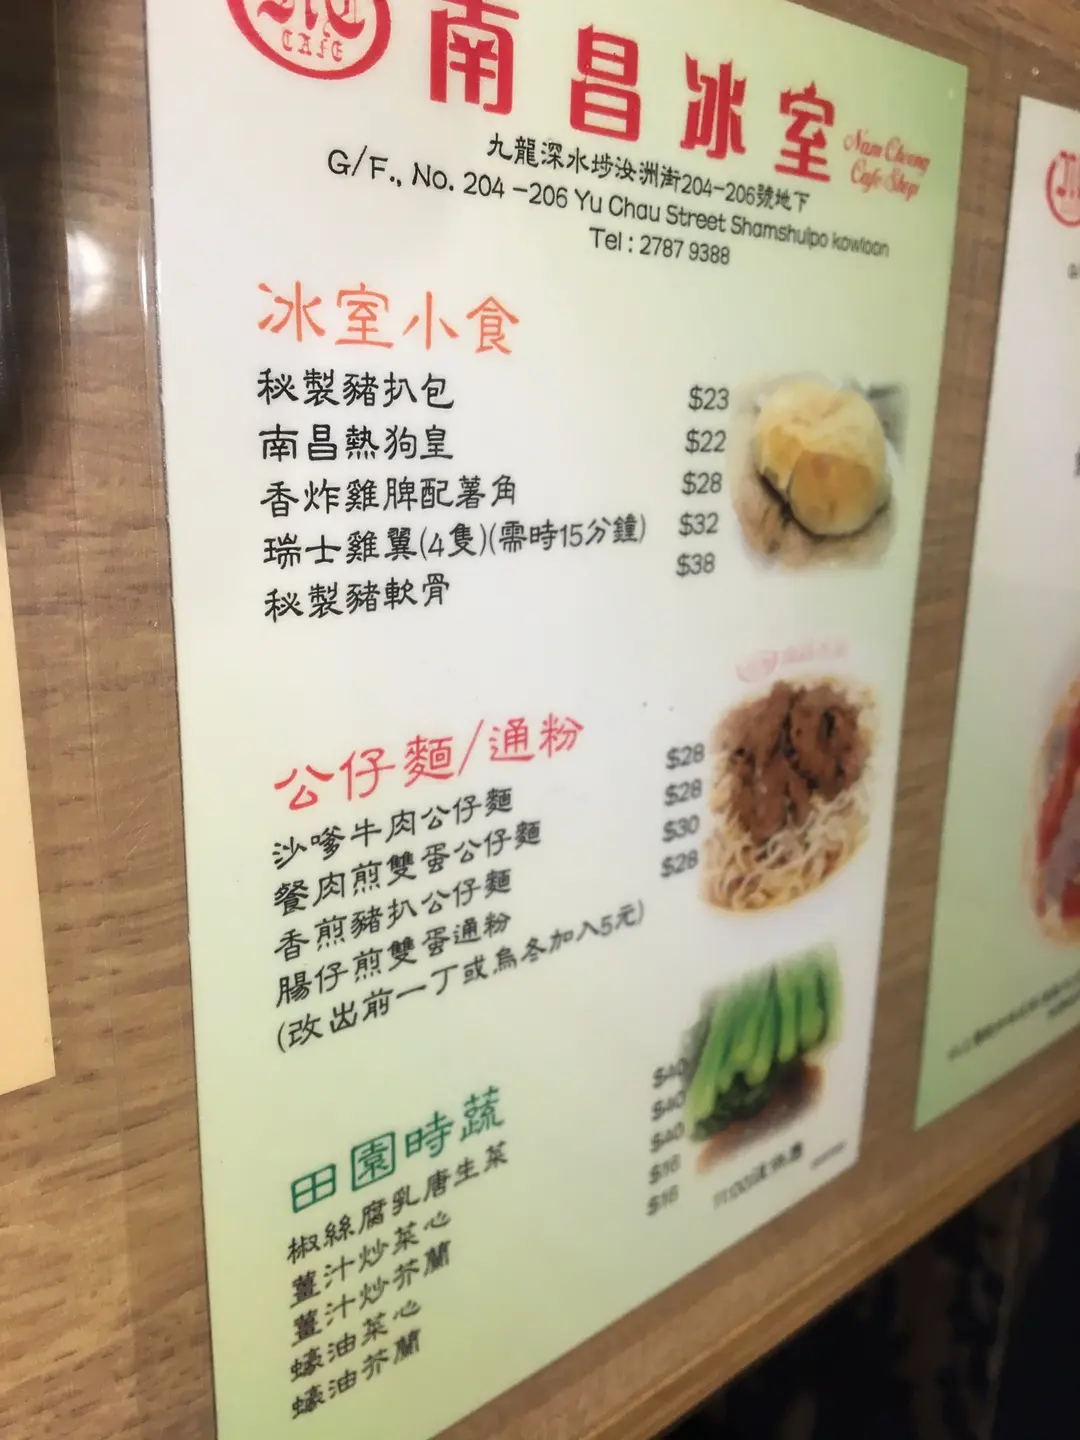 南昌冰室
Nam Cheong
Cafe Shop
九龍深水埗汝洲街204-206號地下
G/F., No. 204 -206 Yu Chau Street Shamshuipo kowloon
Tel : 2787 9388
冰室小食
秘製豬扒包 $23
南昌熱狗皇 $22
香炸雞脾配薯角 $28
瑞士雞翼(4隻)(需時15分鐘) $32
秘製豬軟骨 $38
公仔麵/通粉
沙嗲牛肉公仔麵 $28
餐肉煎雙蛋公仔麵 $28
香煎豬扒公仔麵 $30
腸仔煎雙蛋通粉 $28
(改出前一丁或烏冬加入5元)
田園時蔬
椒絲腐乳唐生菜 $40
薑汁炒菜心 $40
薑汁炒芥蘭 $40
蠔油菜心 $16
蠔油芥蘭 $16